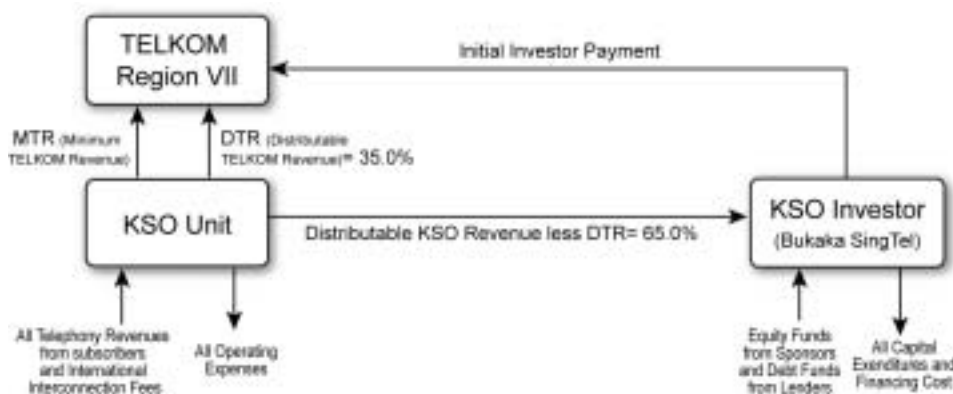 TELKOM
Region VII
Initial Investor Payment
MTR (Minimum
TELKOM Revenue)
DTR (Distributable
TELKOM Revenue)= 35.0%
KSO Unit
Distributable KSO Revenue less DTR= 65.0%
KSO Investor
(Bukaka SingTel)
All Telephony Revenues
from subscribers
and International
Interconnection Fees
All Operating
Expenses
Equity Funds
from Sponsors
and Debt Funds
from Lenders
All Capital
Exenditures and
Financing Cost